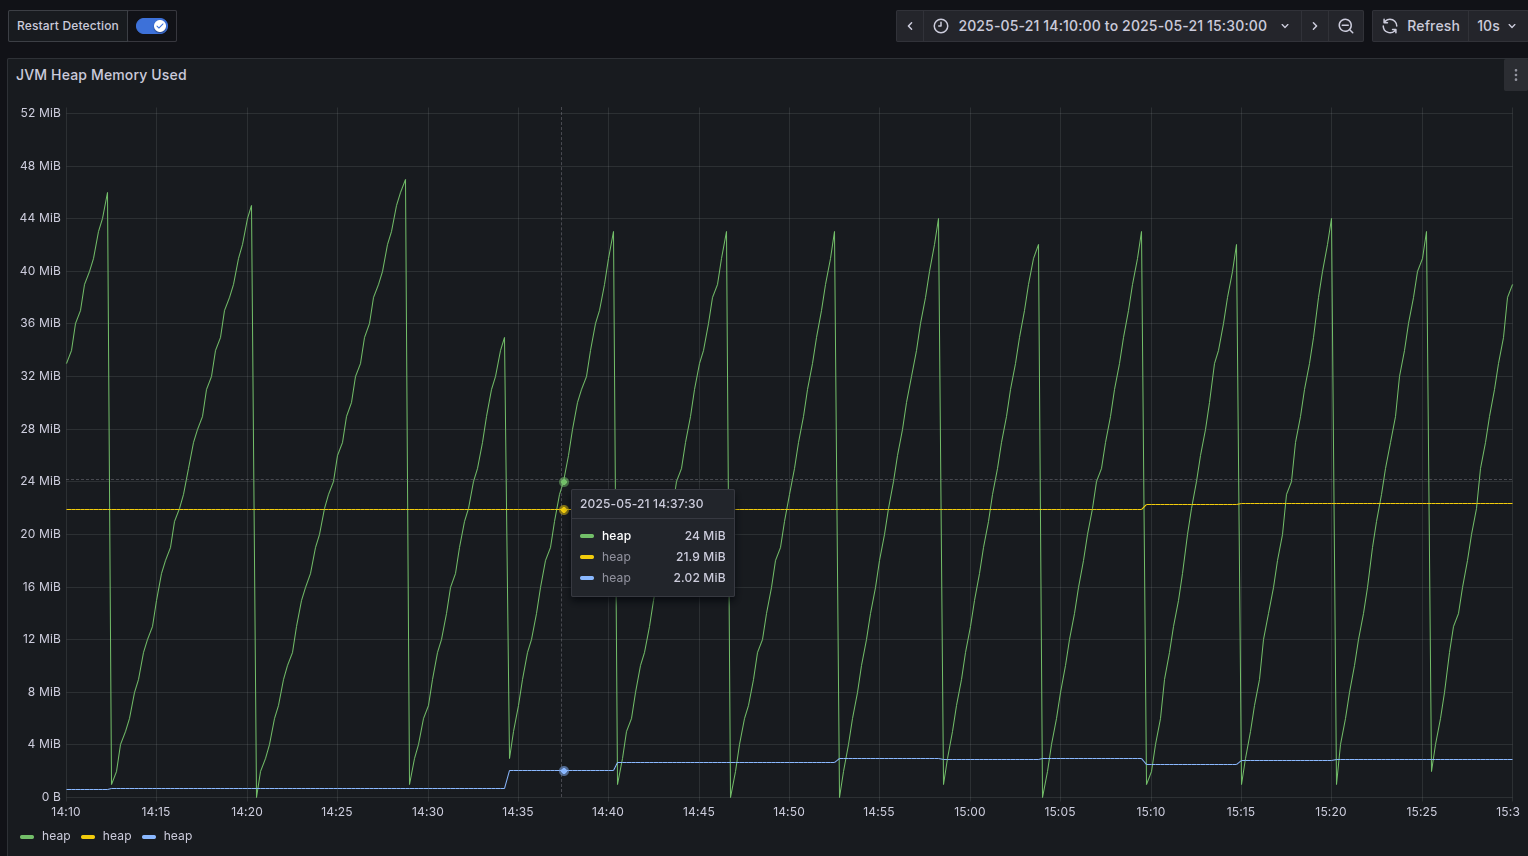 Restart Detection
2025-05-21 14:10:00 to 2025-05-21 15:30:00
Refresh
10s
JVM Heap Memory Used
52 MiB
48 MiB
44 MiB
40 MiB
36 MiB
32 MiB
28 MiB
24 MiB
20 MiB
16 MiB
12 MiB
8 MiB
4 MiB
0 B
2025-05-21 14:37:30
heap 24 MiB
heap 21.9 MiB
heap 2.02 MiB
14:10 14:15 14:20 14:25 14:30 14:35 14:40 14:45 14:50 14:55 15:00 15:05 15:10 15:15 15:20 15:25 15:3
heap heap heap